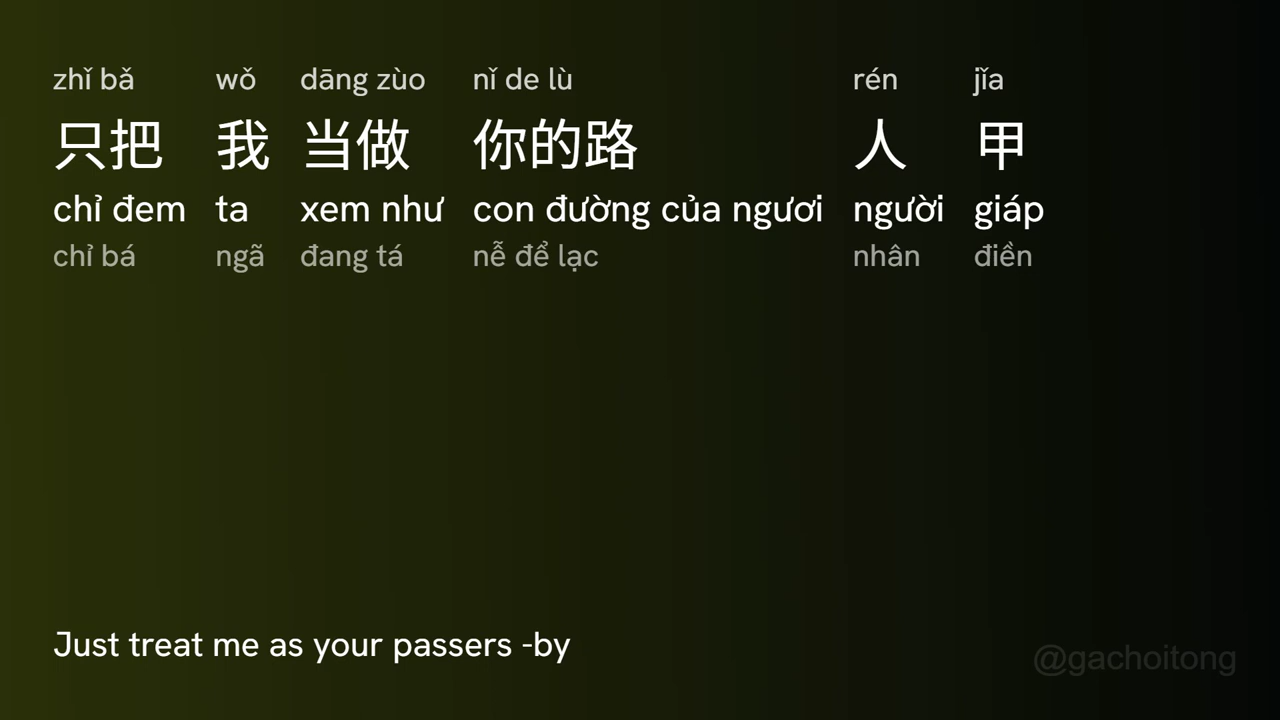 zhǐ bǎ wǒ dāng zùo nǐ de lù rén jǐa
只把 我 当做 你的路 人 甲
chỉ đem ta xem như con đường của ngươi người giáp
chỉ bá ngã đang tá nễ để lạc nhân điền
Just treat me as your passers -by
@gachoitong